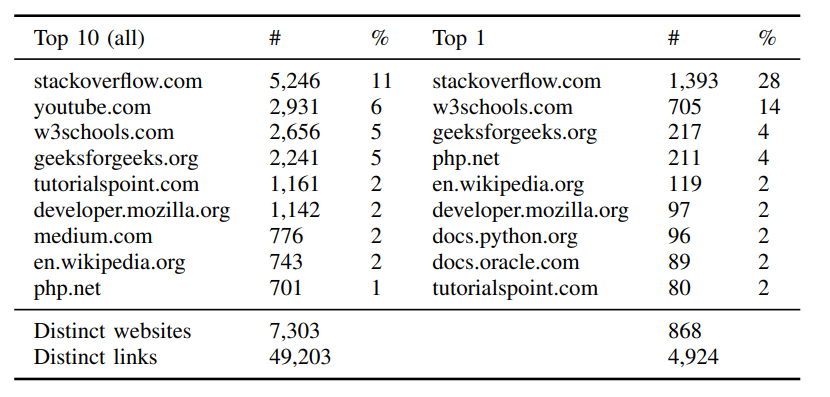 Top 10 (all) # % Top 1 # %
stackoverflow.com 5,246 11 stackoverflow.com 1,393 28
youtube.com 2,931 6 w3schools.com 705 14
w3schools.com 2,656 5 geeksforgeeks.org 217 4
geeksforgeeks.org 2,241 5 php.net 211 4
tutorialspoint.com 1,161 2 en.wikipedia.org 119 2
developer.mozilla.org 1,142 2 developer.mozilla.org 97 2
medium.com 776 2 docs.python.org 96 2
en.wikipedia.org 743 2 docs.oracle.com 89 2
php.net 701 1 tutorialspoint.com 80 2
Distinct websites 7,303 868
Distinct links 49,203 4,924